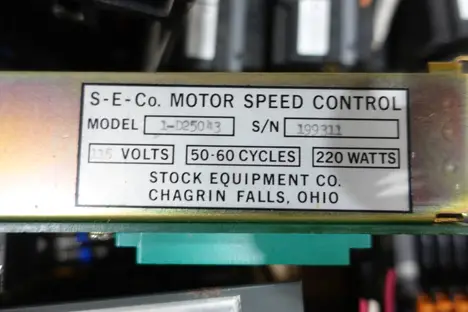 S-E-Co. MOTOR SPEED CONTROL
MODEL 1-D25043 S/N 199311
115 VOLTS 50-60 CYCLES 220 WATTS
STOCK EQUIPMENT CO.
CHAGRIN FALLS, OHIO